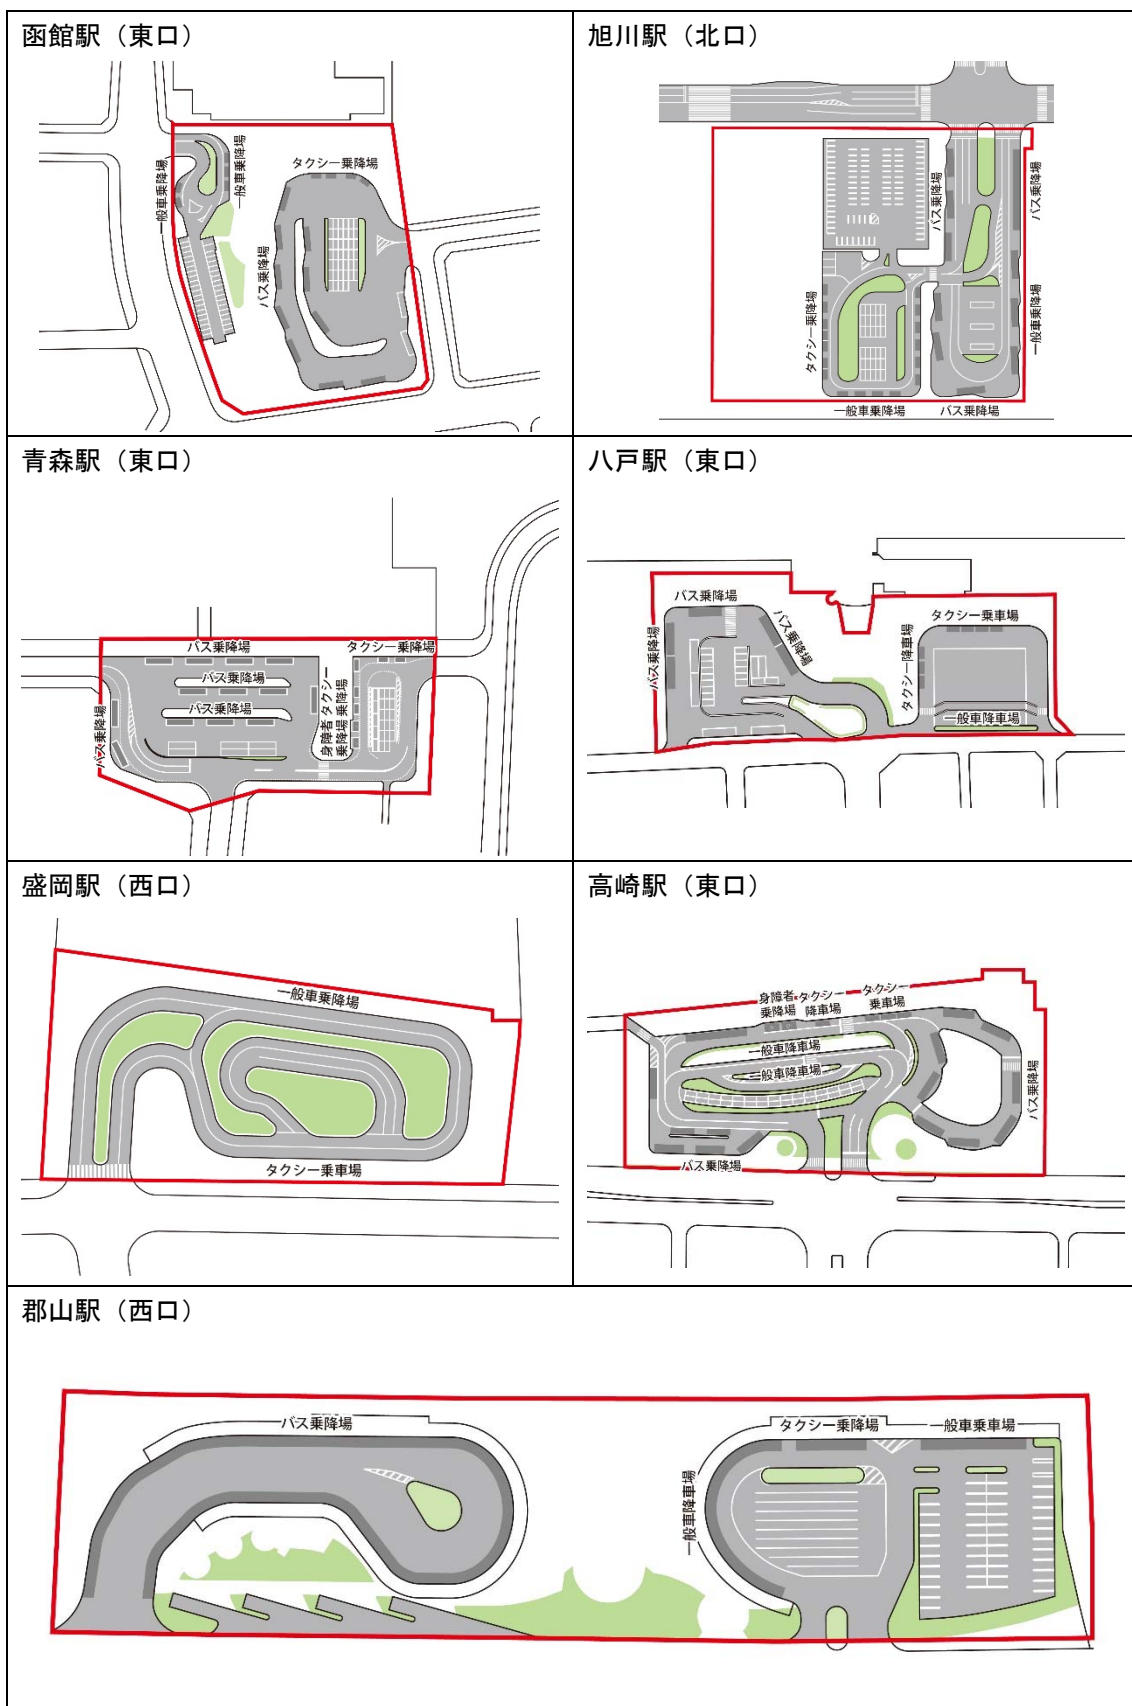 函館駅（東口）
一般車乗降場
一般車乗降場
タクシー乗降場
バス乗降場
旭川駅（北口）
バス乗降場
バス乗降場
タクシー乗降場
一般車乗降場
一般車乗降場
バス乗降場
青森駅（東口）
バス乗降場
タクシー乗降場
バス乗降場
バス乗降場
バス乗降場
身障者タクシー
乗降場乗降場
八戸駅（東口）
バス乗降場
バス乗降場
バス乗降場
タクシー乗車場
タクシー降車場
一般車降車場
盛岡駅（西口）
一般車乗降場
タクシー乗車場
高崎駅（東口）
身障者
乗降場
タクシー
降車場
タクシー
乗車場
一般車降車場
一般車降車場
バス乗降場
バス乗降場
郡山駅（西口）
バス乗降場
タクシー乗降場
一般車乗車場
一般車降車場